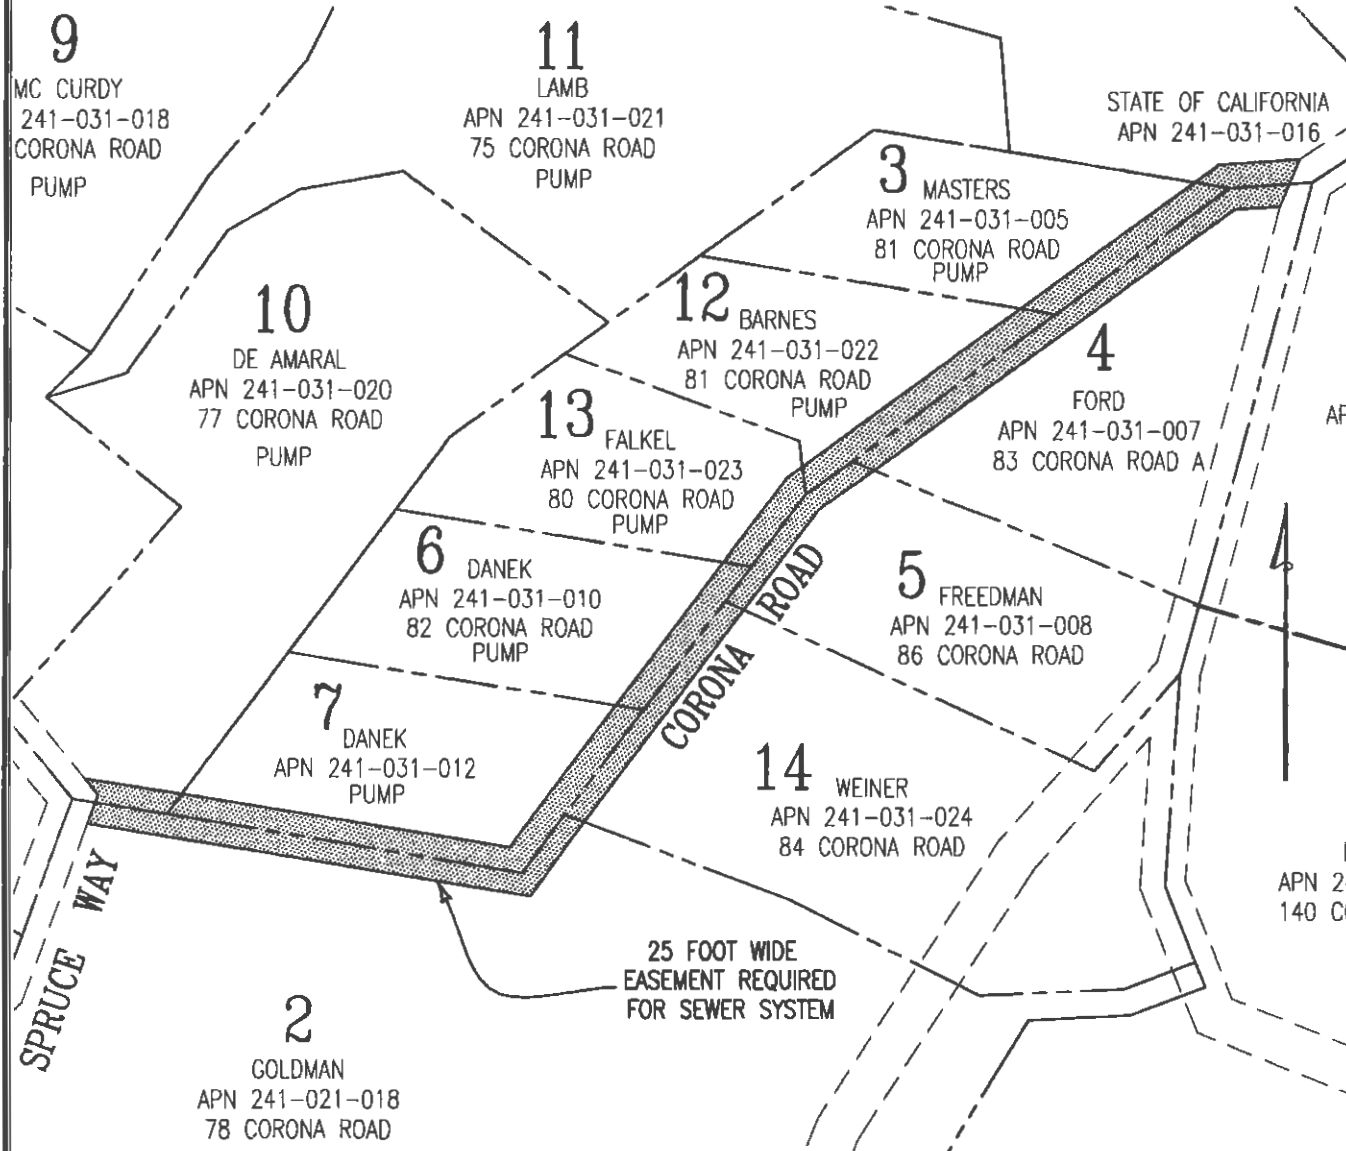 9
MC CURDY
241-031-018
CORONA ROAD
PUMP
11
LAMB
APN 241-031-021
75 CORONA ROAD
PUMP
STATE OF CALIFORNIA
APN 241-031-016
3 MASTERS
APN 241-031-005
81 CORONA ROAD
PUMP
10
DE AMARAL
APN 241-031-020
77 CORONA ROAD
PUMP
12 BARNES
APN 241-031-022
81 CORONA ROAD
PUMP
4
FORD
APN 241-031-007
83 CORONA ROAD A
13 FALKEL
APN 241-031-023
80 CORONA ROAD
PUMP
6 DANEK
APN 241-031-010
82 CORONA ROAD
PUMP
5 FREEDMAN
APN 241-031-008
86 CORONA ROAD
CORONA ROAD
7 DANEK
APN 241-031-012
PUMP
14 WEINER
APN 241-031-024
84 CORONA ROAD
APN 2
140 C
SPRUCE WAY
25 FOOT WIDE
EASEMENT REQUIRED
FOR SEWER SYSTEM
2
GOLDMAN
APN 241-021-018
78 CORONA ROAD